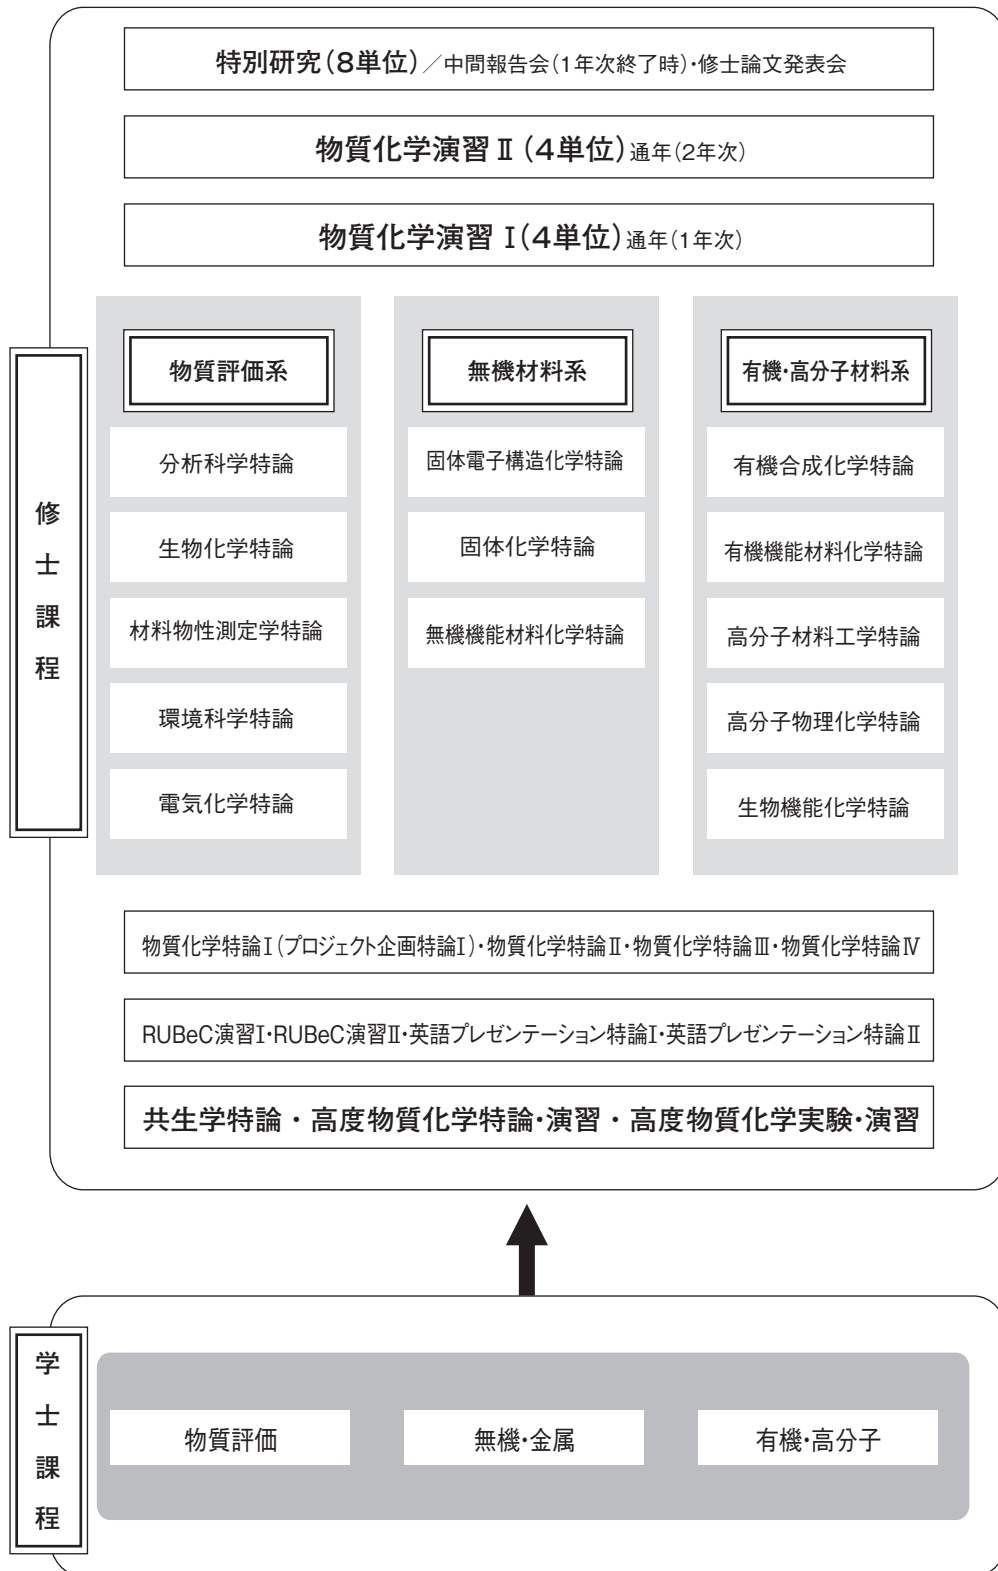 特別研究(8単位)／中間報告会(1年次終了時)・修士論文発表会
物質化学演習Ⅱ(4単位)通年(2年次)
物質化学演習Ⅰ(4単位)通年(1年次)
修士課程
物質評価系
分析科学特論
生物化学特論
材料物性測定学特論
環境科学特論
電気化学特論
無機材料系
固体電子構造化学特論
固体化学特論
無機機能材料化学特論
有機・高分子材料系
有機合成化学特論
有機機能材料化学特論
高分子材料工学特論
高分子物理化学特論
生物機能化学特論
物質化学特論Ⅰ(プロジェクト企画特論Ⅰ)・物質化学特論Ⅱ・物質化学特論Ⅲ・物質化学特論Ⅳ
RUBeC演習Ⅰ・RUBeC演習Ⅱ・英語プレゼンテーション特論Ⅰ・英語プレゼンテーション特論Ⅱ
共生学特論・高度物質化学特論・演習・高度物質化学実験・演習
学士課程
物質評価
無機・金属
有機・高分子